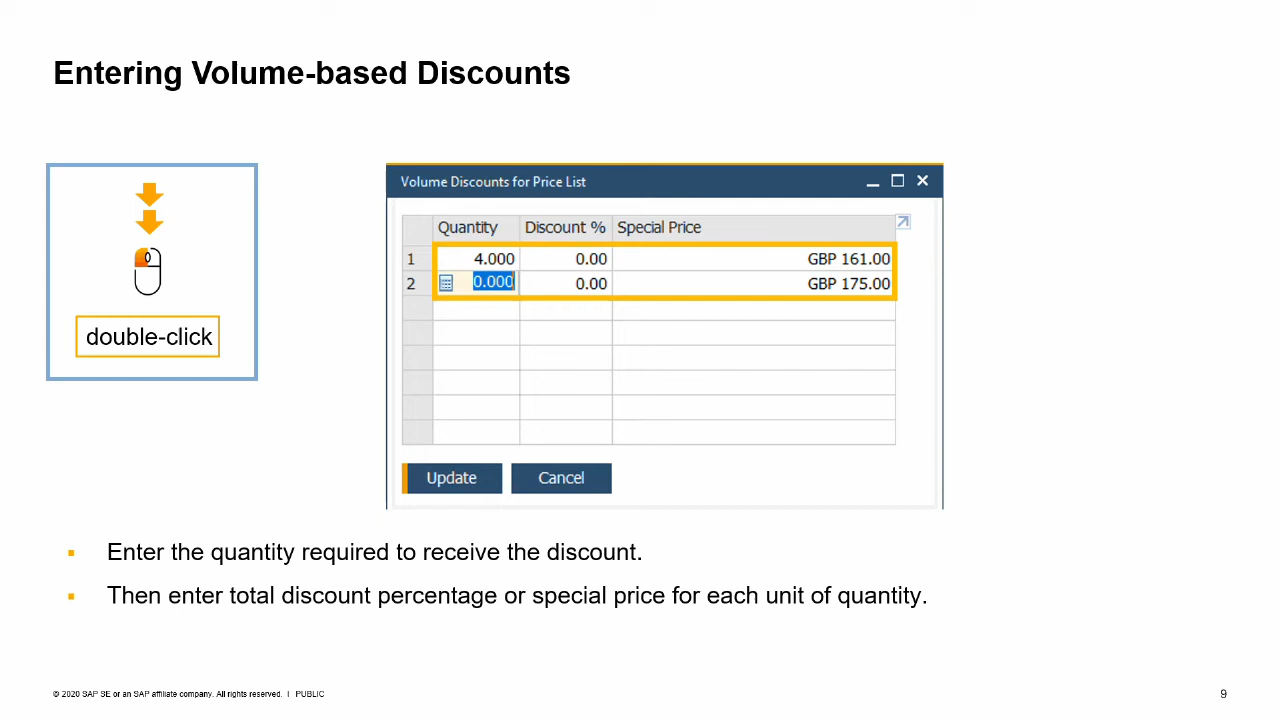 Entering Volume-based Discounts
double-click
Volume Discounts for Price List
Quantity Discount % Special Price
1 4.000 0.00 GBP 161.00
2 0.000 0.00 GBP 175.00
Update Cancel
Enter the quantity required to receive the discount.
Then enter total discount percentage or special price for each unit of quantity.
© 2020 SAP SE or an SAP affiliate company. All rights reserved. I PUBLIC
9